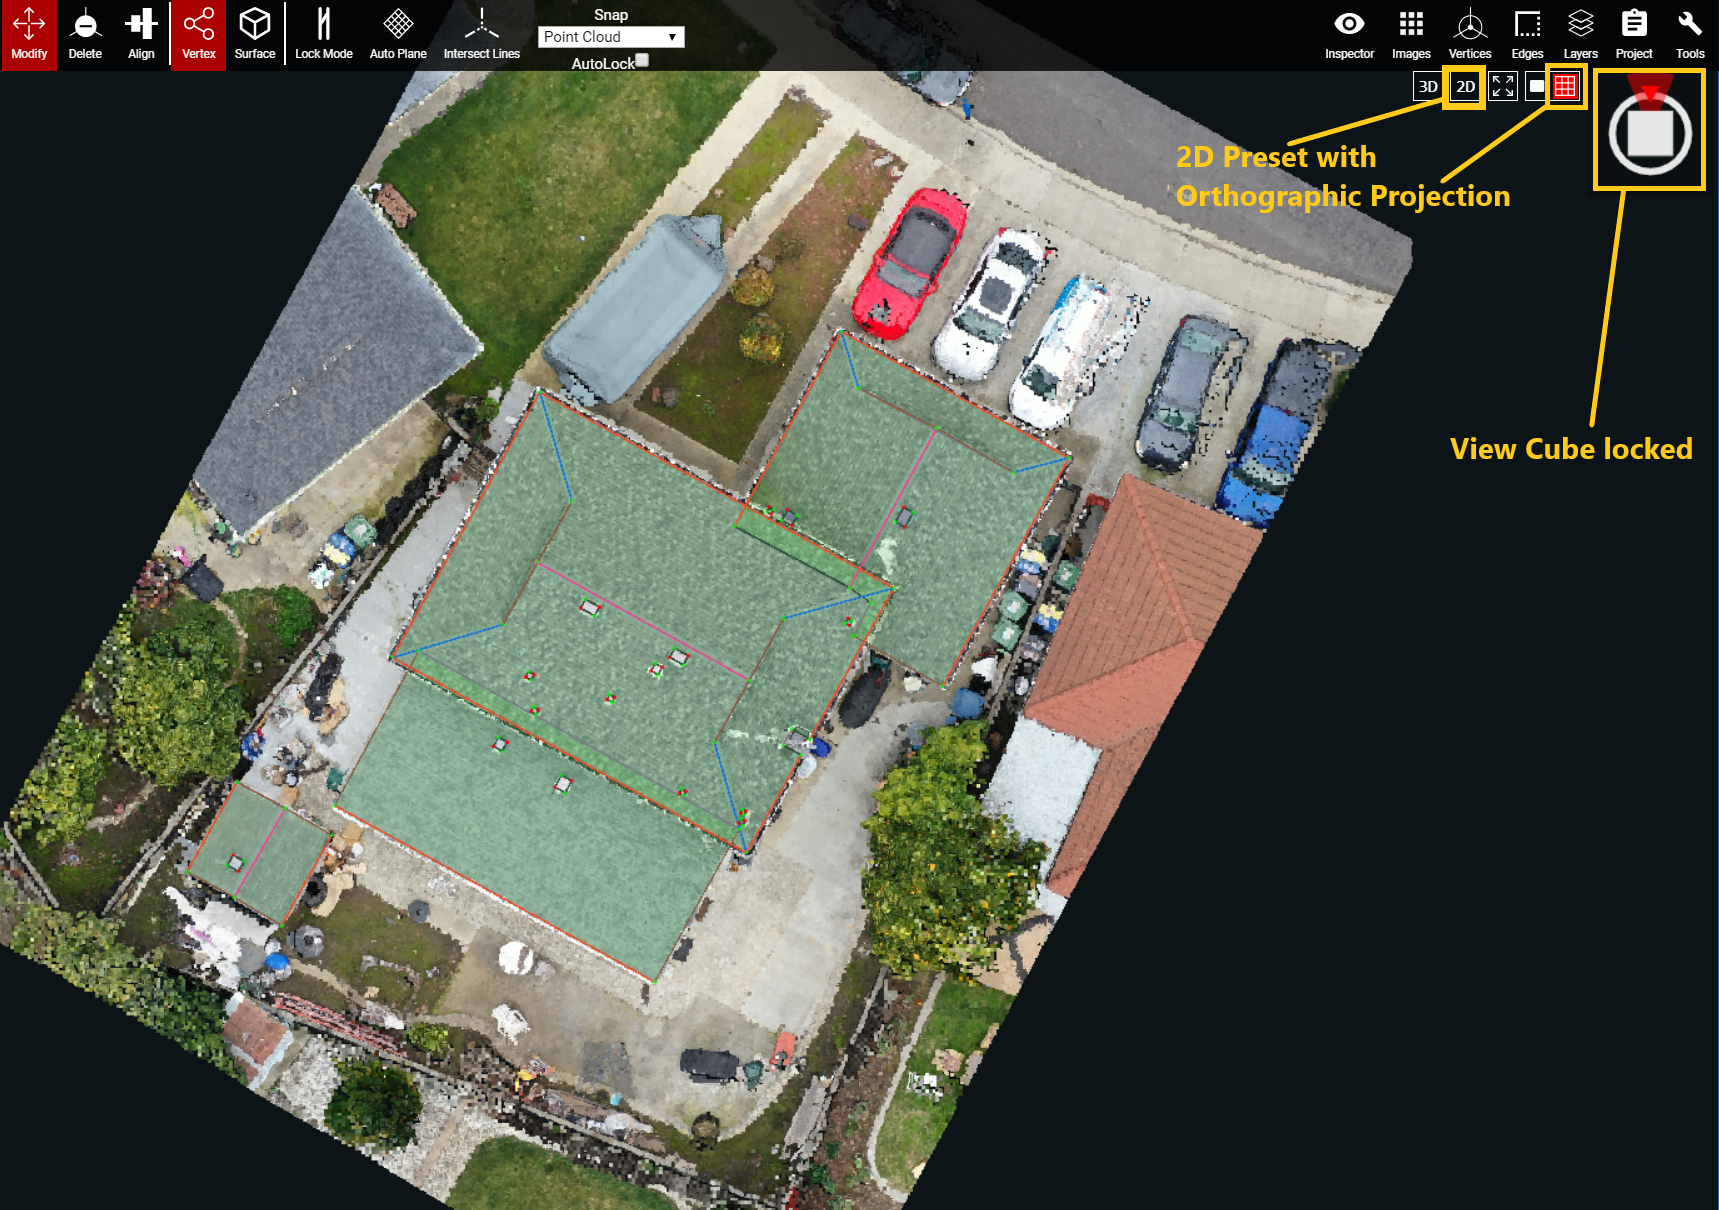 Modify
Delete
Align
Vertex
Surface
Lock Mode
Auto Plane
Intersect Lines
Snap
Point Cloud
AutoLock
Inspector
Images
Vertices
Edges
Layers
Project
Tools
3D
2D
2D Preset with
Orthographic Projection
View Cube locked